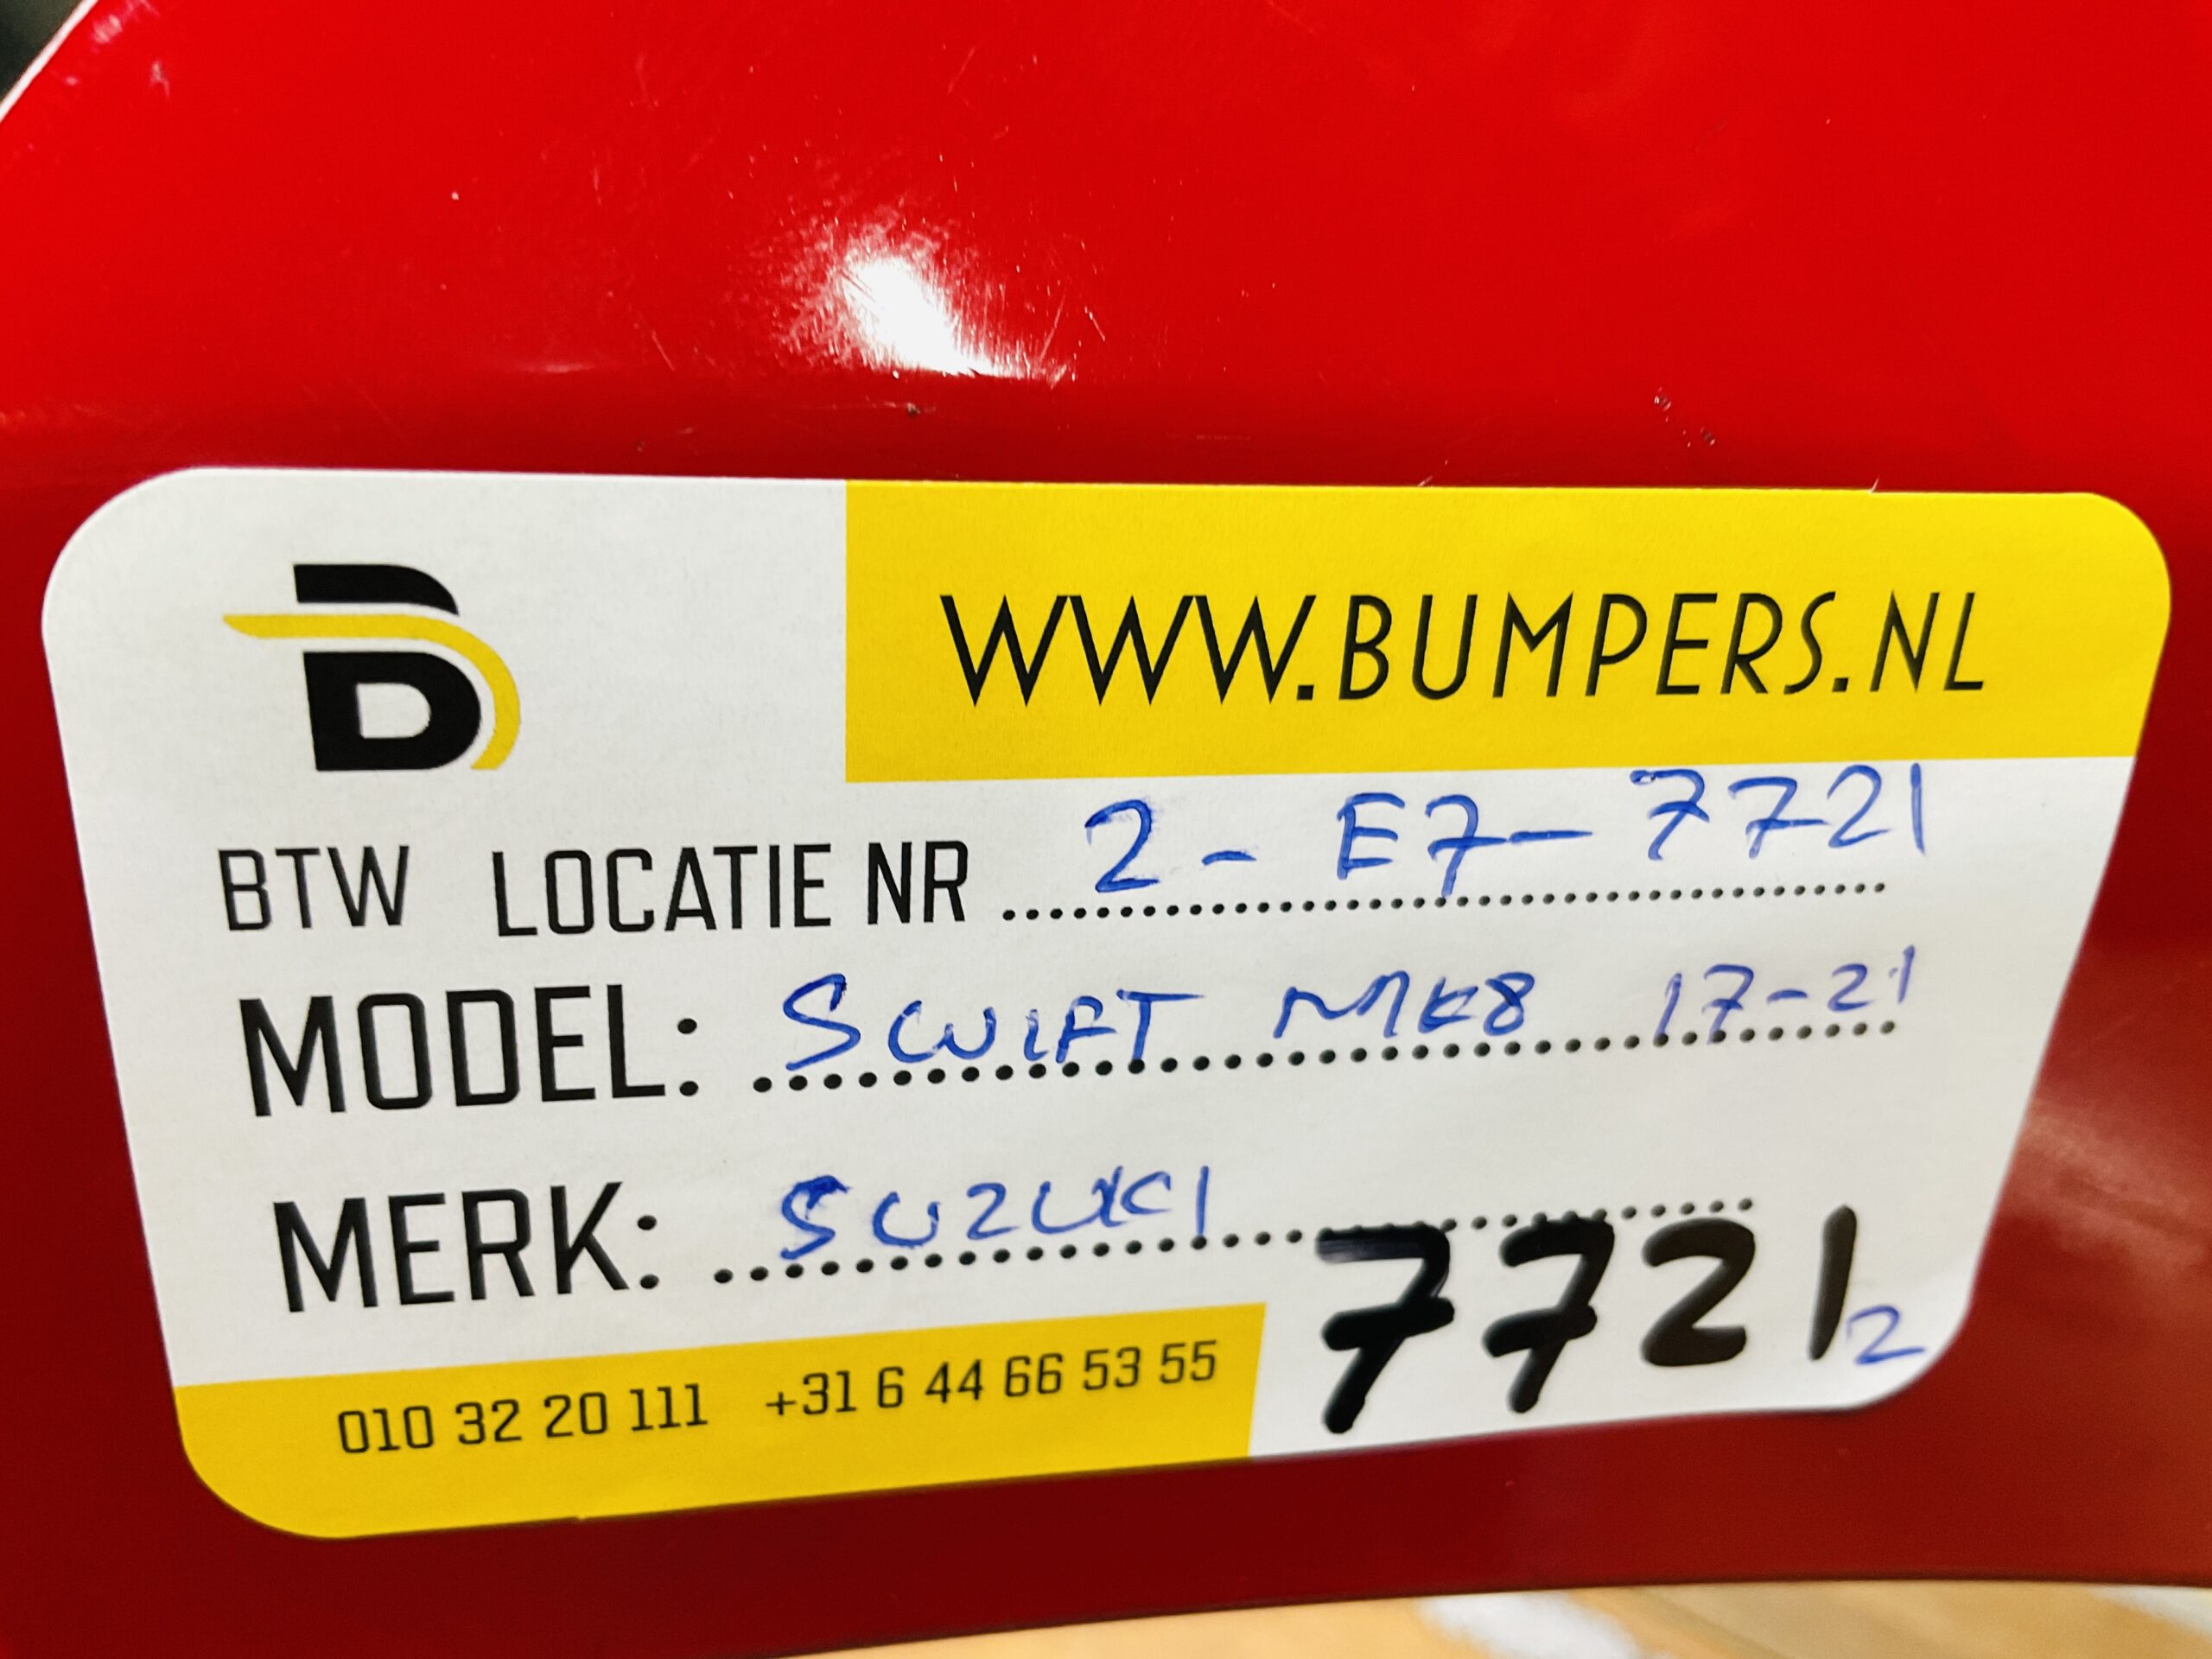 WWW.BUMPERS.NL
BTW LOCATIE NR 2 - E7 - 7721
MODEL: SWIFT MK8 17-21
MERK: SUZUKI
7721 2
010 32 20 111 +31 6 44 66 53 55